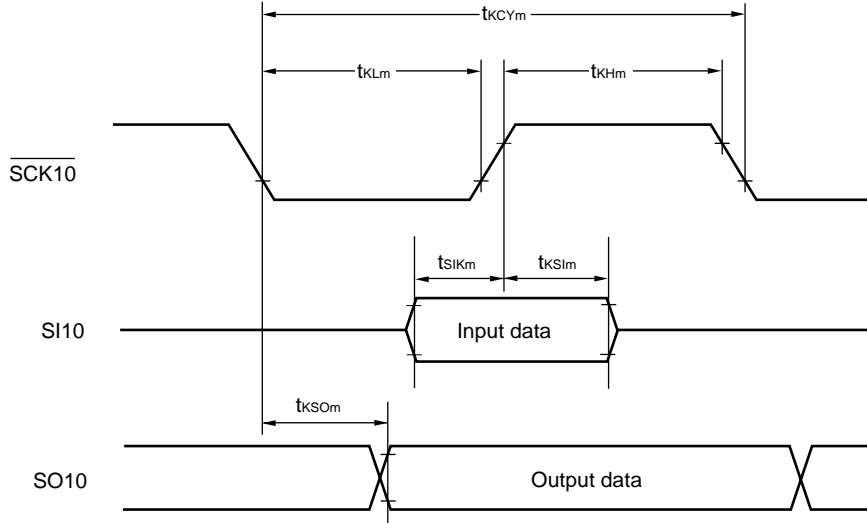 tKCYm
tKLm
tKHm
SCK10
tSIKm
tKSIm
SI10
Input data
tKSOm
SO10
Output data